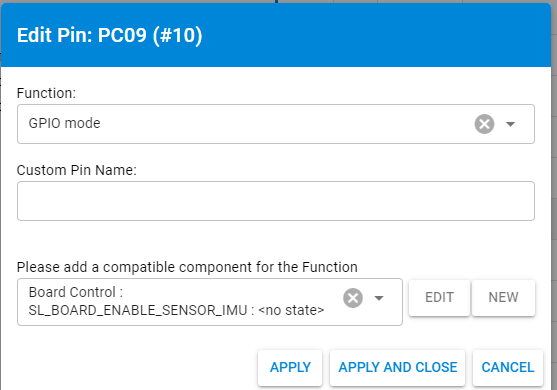 Edit Pin: PC09 (#10)
Function:
GPIO mode
Custom Pin Name:
Please add a compatible component for the Function
Board Control :
SL_BOARD_ENABLE_SENSOR_IMU : <no state>
EDIT
NEW
APPLY
APPLY AND CLOSE
CANCEL